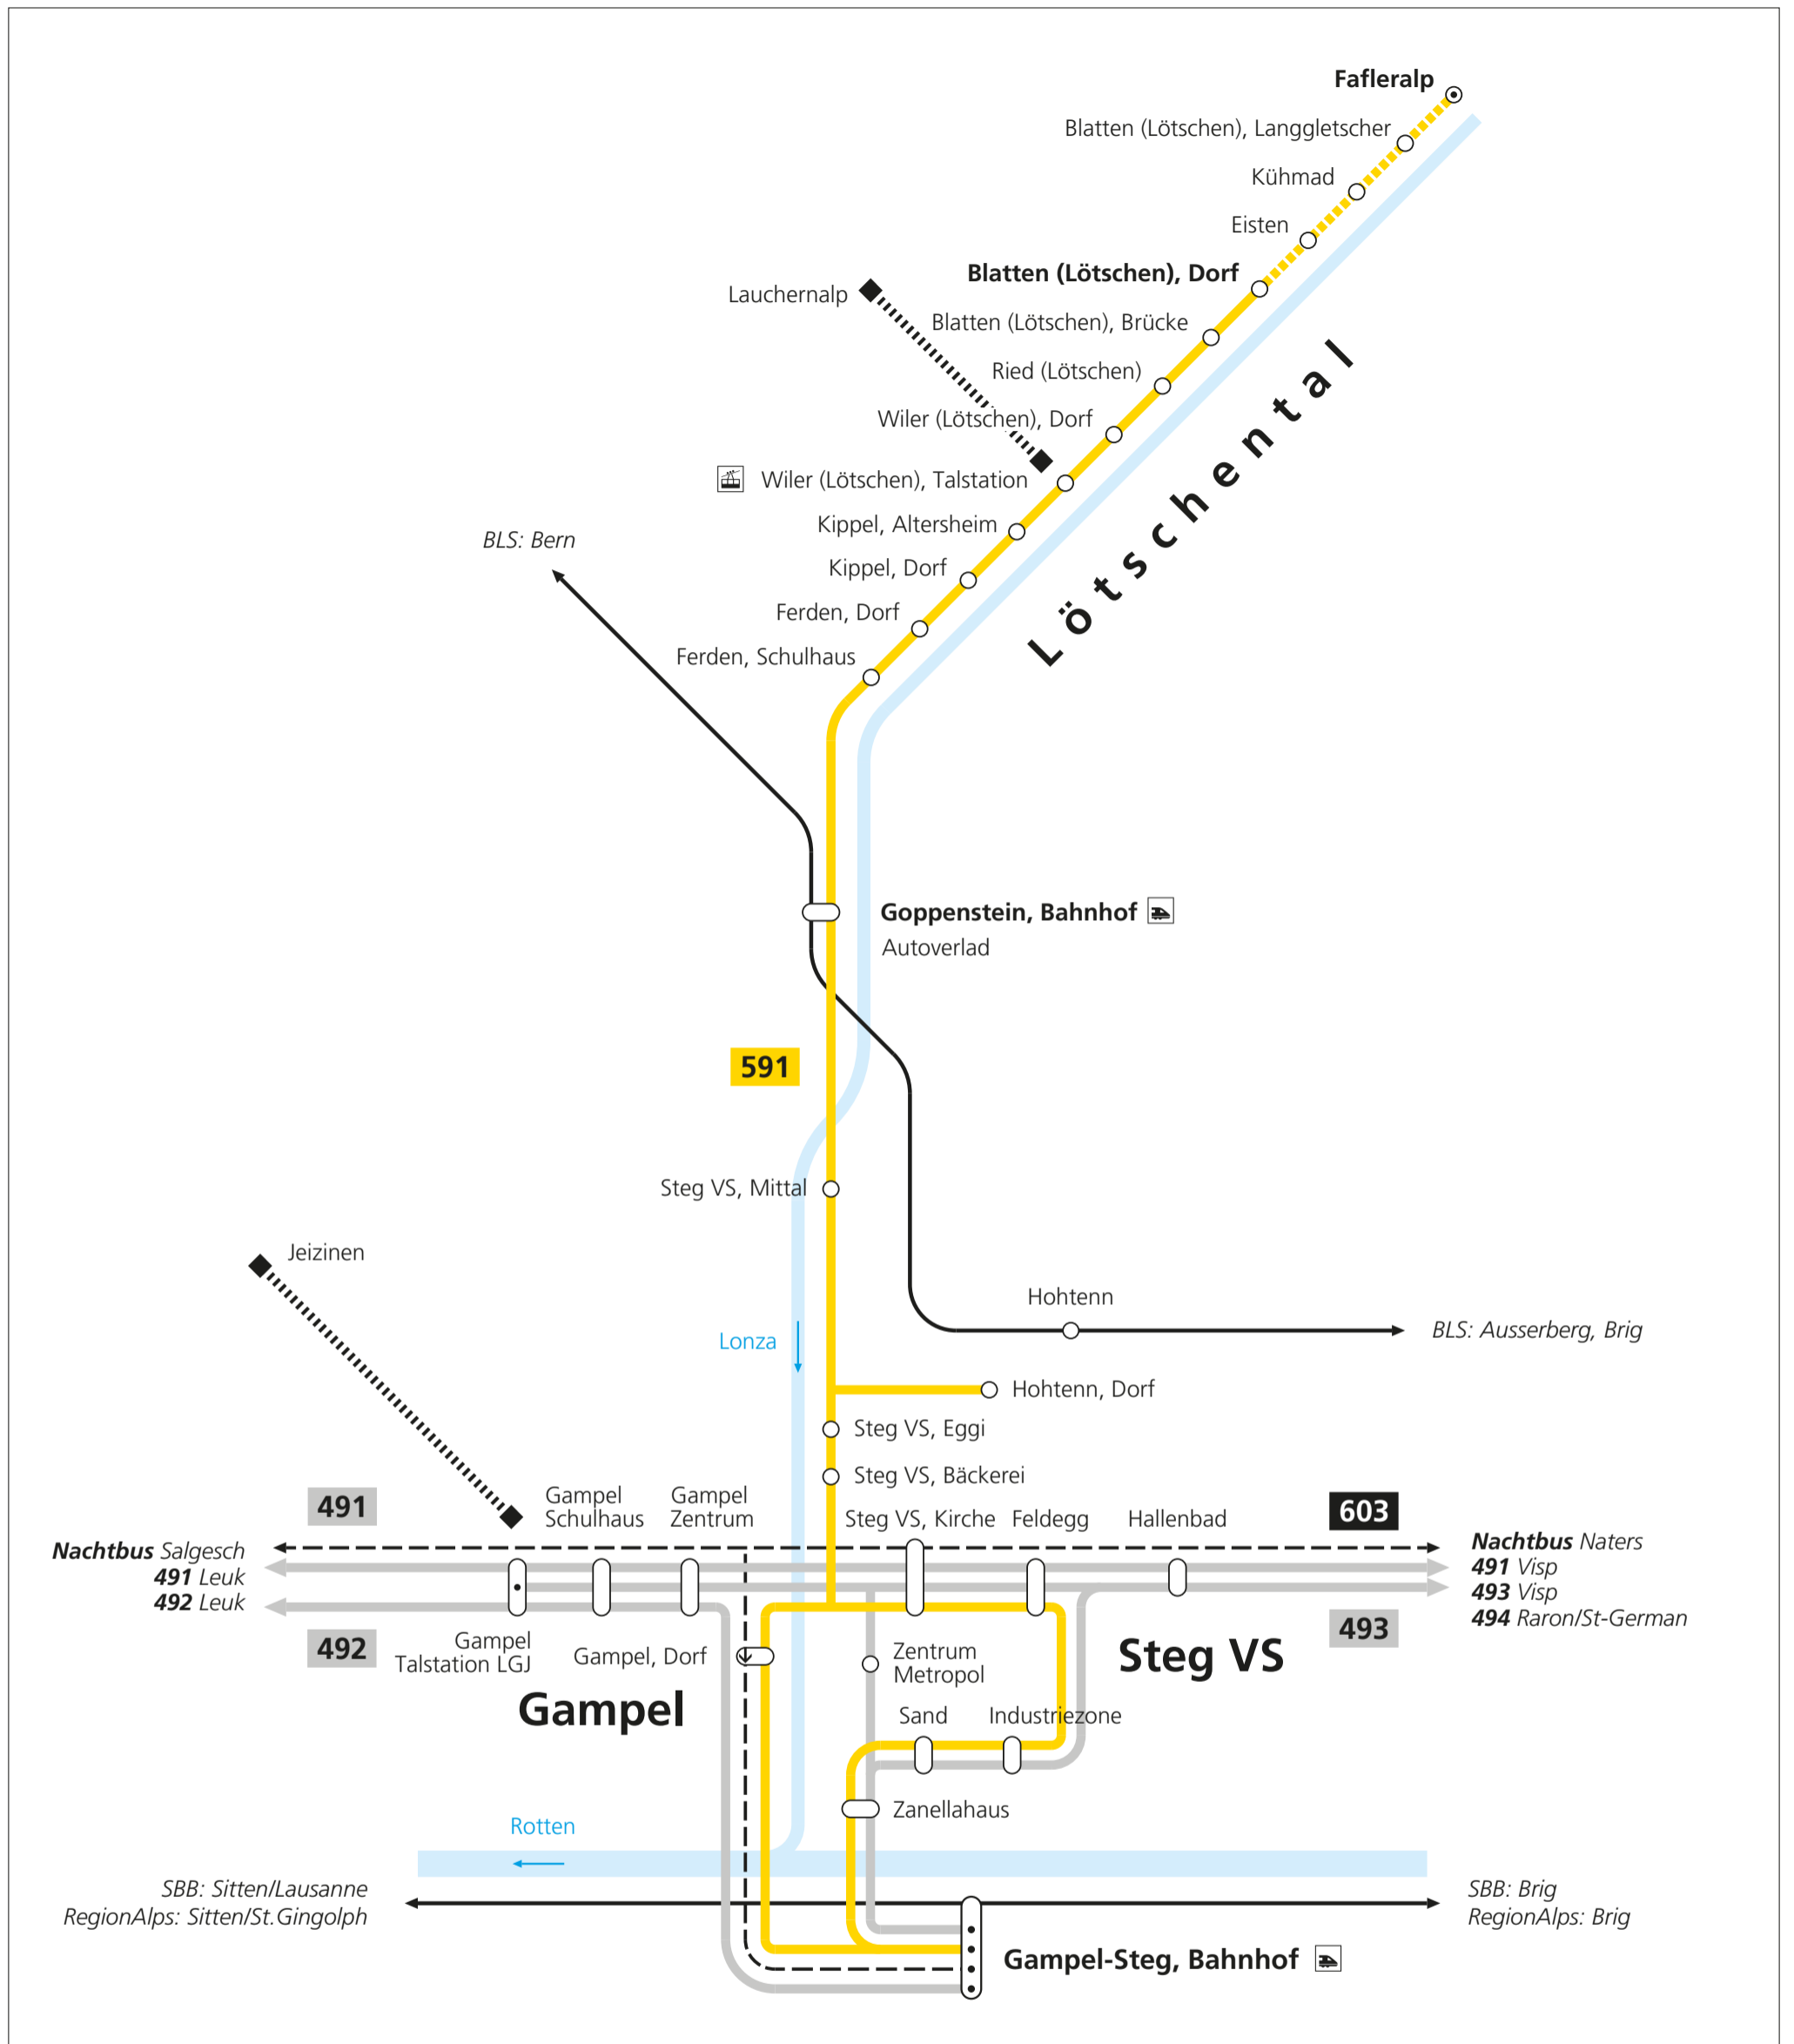 Fafleralp
Blatten (Lötschen), Langgletscher
Kühmad
Eisten
Blatten (Lötschen), Dorf
Lauchernalp
Blatten (Lötschen), Brücke
Ried (Lötschen)
Wiler (Lötschen), Dorf
Wiler (Lötschen), Talstation
Lötschental
Kippel, Altersheim
BLS: Bern
Kippel, Dorf
Ferden, Dorf
Ferden, Schulhaus
Goppenstein, Bahnhof
Autoverlad
591
Steg VS, Mittal
Jeizinen
Hohtenn
BLS: Ausserberg, Brig
Lonza
Hohtenn, Dorf
Steg VS, Eggi
Steg VS, Bäckerei
491
Gampel
Schulhaus
Gampel
Zentrum
Steg VS, Kirche
Feldegg
Hallenbad
603
Nachtbus Salgesch
491 Leuk
492 Leuk
Nachtbus Naters
491 Visp
493 Visp
494 Raron/St-German
492
Gampel
Talstation LGJ
Gampel, Dorf
Zentrum
Metropol
Steg VS
493
Gampel
Sand
Industriezone
Zanellahaus
Rotten
SBB: Sitten/Lausanne
RegionAlps: Sitten/St.Gingolph
SBB: Brig
RegionAlps: Brig
Gampel-Steg, Bahnhof